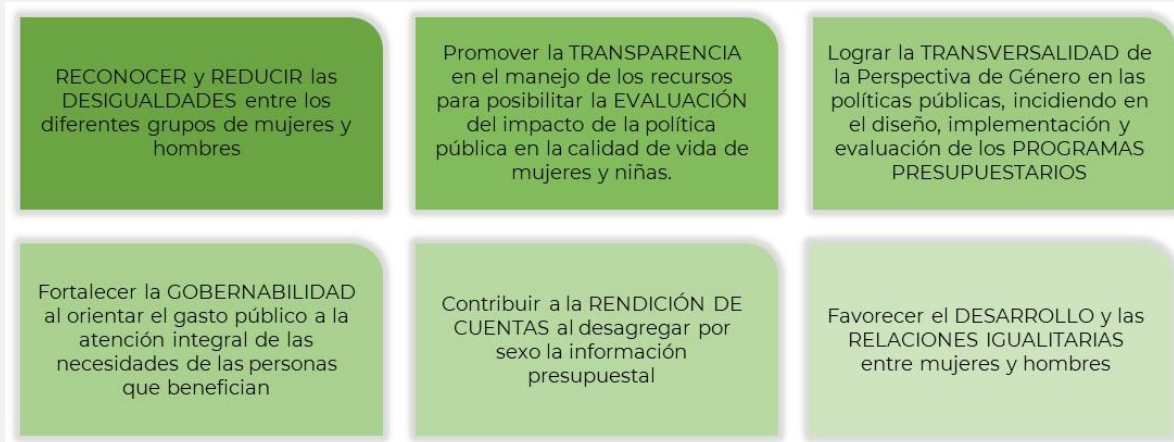 RECONOCER y REDUCIR las
DESIGUALDADES entre los
diferentes grupos de mujeres y
hombres
Promover la TRANSPARENCIA
en el manejo de los recursos
para posibilitar la EVALUACIÓN
del impacto de la política
pública en la calidad de vida de
mujeres y niñas.
Lograr la TRANSVERSALIDAD de
la Perspectiva de Género en las
políticas públicas, incidiendo en
el diseño, implementación y
evaluación de los PROGRAMAS
PRESUPUESTARIOS
Fortalecer la GOBERNABILIDAD
al orientar el gasto público a la
atención integral de las
necesidades de las personas
que benefician
Contribuir a la RENDICIÓN DE
CUENTAS al desagregar por
sexo la información
presupuestal
Favorecer el DESARROLLO y las
RELACIONES IGUALITARIAS
entre mujeres y hombres